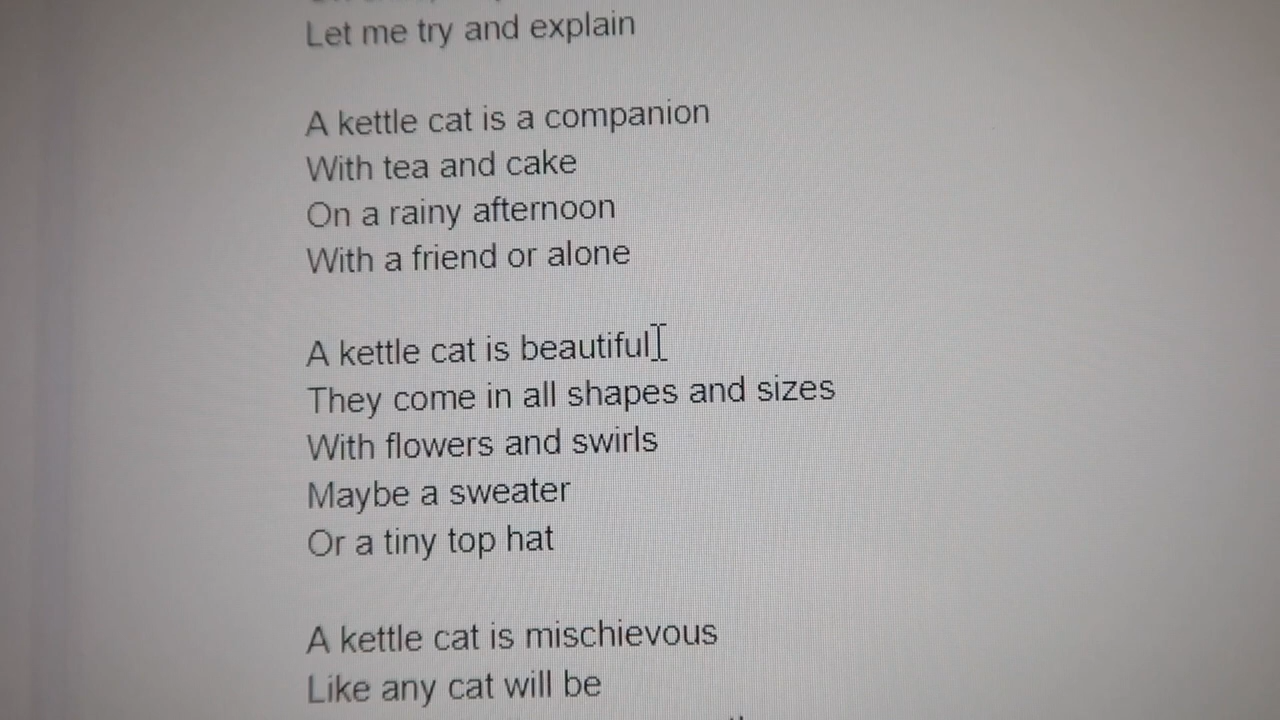 Let me try and explain
A kettle cat is a companion
With tea and cake
On a rainy afternoon
With a friend or alone
A kettle cat is beautiful
They come in all shapes and sizes
With flowers and swirls
Maybe a sweater
Or a tiny top hat
A kettle cat is mischievous
Like any cat will be